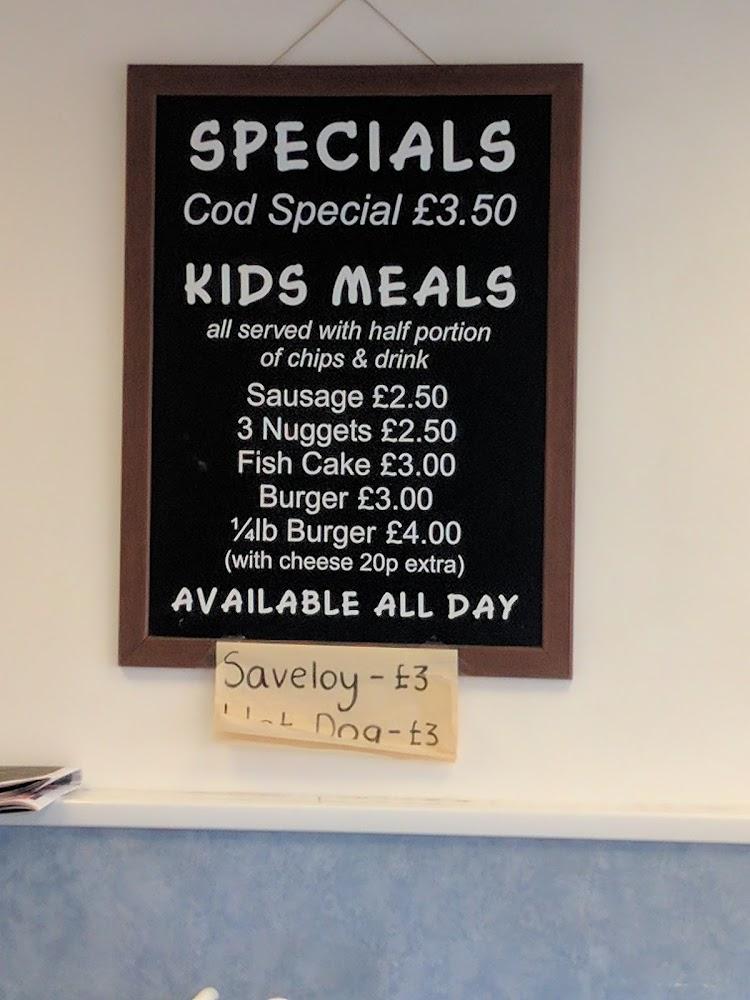 SPECIALS
Cod Special £3.50
KIDS MEALS
all served with half portion
of chips & drink
Sausage £2.50
3 Nuggets £2.50
Fish Cake £3.00
Burger £3.00
¼lb Burger £4.00
(with cheese 20p extra)
AVAILABLE ALL DAY
Saveloy - £3
Hot Dog - £3